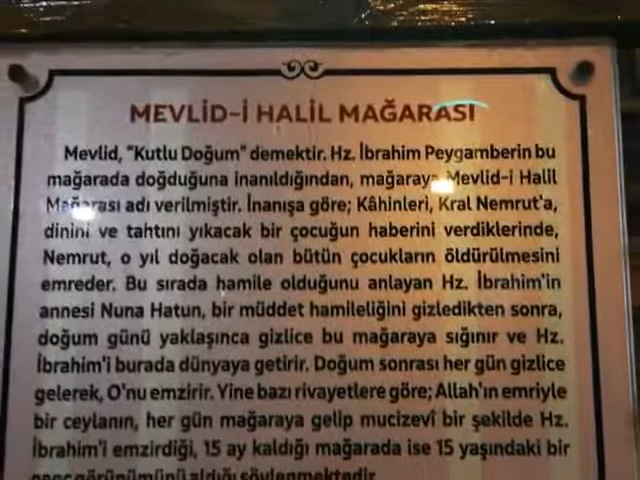 MEVLİD-İ HALİL MAĞARASI
Mevlid, "Kutlu Doğum" demektir. Hz. İbrahim Peygamberin bu
mağarada doğduğuna inanıldığından, mağaraya Mevlid-i Halil
Mağarası adı verilmiştir. İnanışa göre; Kâhinleri, Kral Nemrut'a,
dinini ve tahtını yıkacak bir çocuğun haberini verdiklerinde,
Nemrut, o yıl doğacak olan bütün çocukların öldürülmesini
emreder. Bu sırada hamile olduğunu anlayan Hz. İbrahim'in
annesi Nuna Hatun, bir müddet hamileliğini gizledikten sonra,
doğum günü yaklaşınca gizlice bu mağaraya sığınır ve Hz.
İbrahim'i burada dünyaya getirir. Doğum sonrası her gün gizlice
gelerek, O'nu emzirir. Yine bazı rivayetlere göre; Allah'ın emriyle
bir ceylanın, her gün mağaraya gelip mucizevî bir şekilde Hz.
İbrahim'i emzirdiği, 15 ay kaldığı mağarada ise 15 yaşındaki bir
genç görünümünü aldığı söylenmektedir.